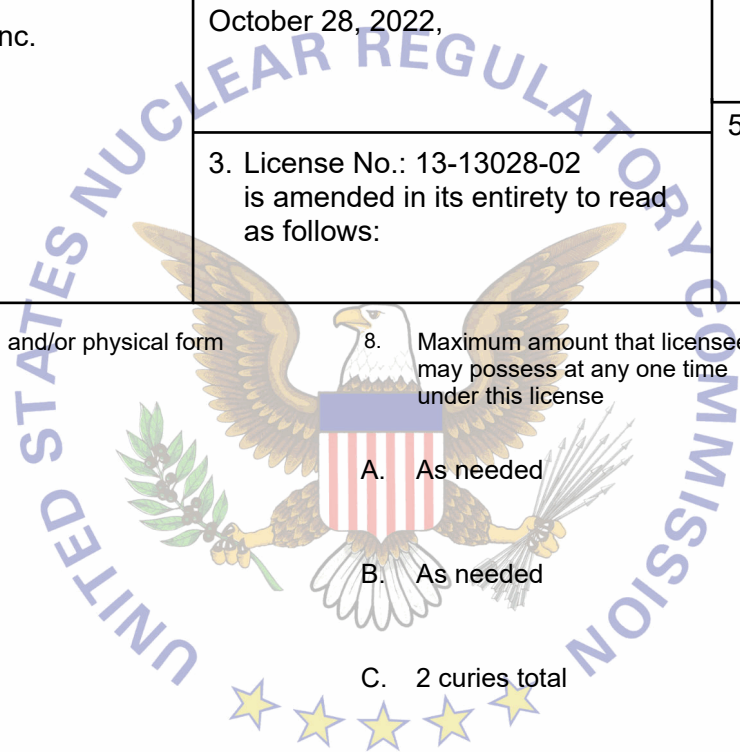 nc.
October 28, 2022,
5
3. License No.: 13-13028-02
is amended in its entirety to read
as follows:
and/or physical form
8. Maximum amount that licensee
may possess at any one time
under this license
A. As needed
B. As needed
C. 2 curies total
UNITED STATES NUCLEAR REGULATORY COMMISSION